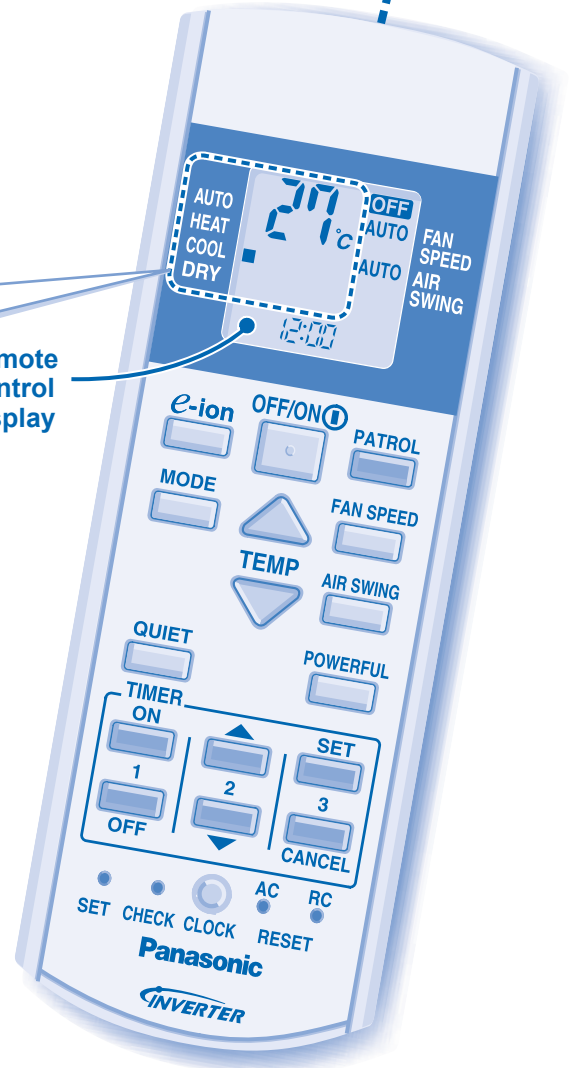 27°C
OFF
AUTO
HEAT
COOL
DRY
AUTO
AUTO
FAN
SPEED
AIR
SWING
12:00
mote
ntrol
splay
e-ion
OFF/ON
PATROL
MODE
FAN SPEED
TEMP
AIR SWING
QUIET
POWERFUL
TIMER
ON
SET
1
2
3
OFF
CANCEL
SET CHECK CLOCK
AC RC
RESET
Panasonic
INVERTER